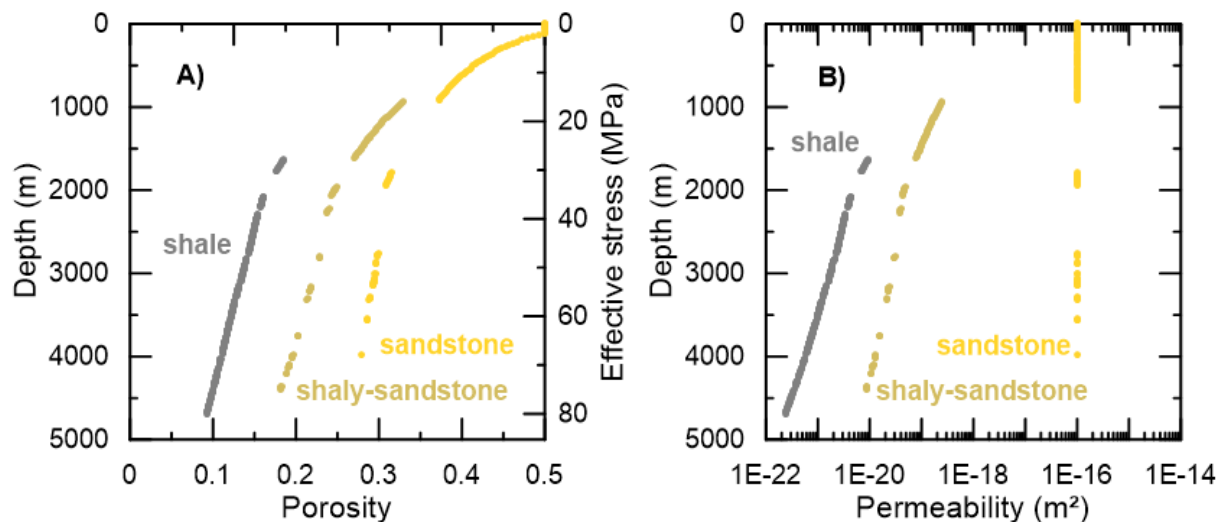 A)
0
1000
2000
3000
4000
5000
Depth (m)
0
0.1
0.2
0.3
0.4
0.5
Porosity
0
20
40
60
80
Effective stress (MPa)
shale
sandstone
shaly-sandstone
B)
0
1000
2000
3000
4000
5000
Depth (m)
1E-22
1E-20
1E-18
1E-16
1E-14
Permeability (m²)
shale
sandstone
shaly-sandstone